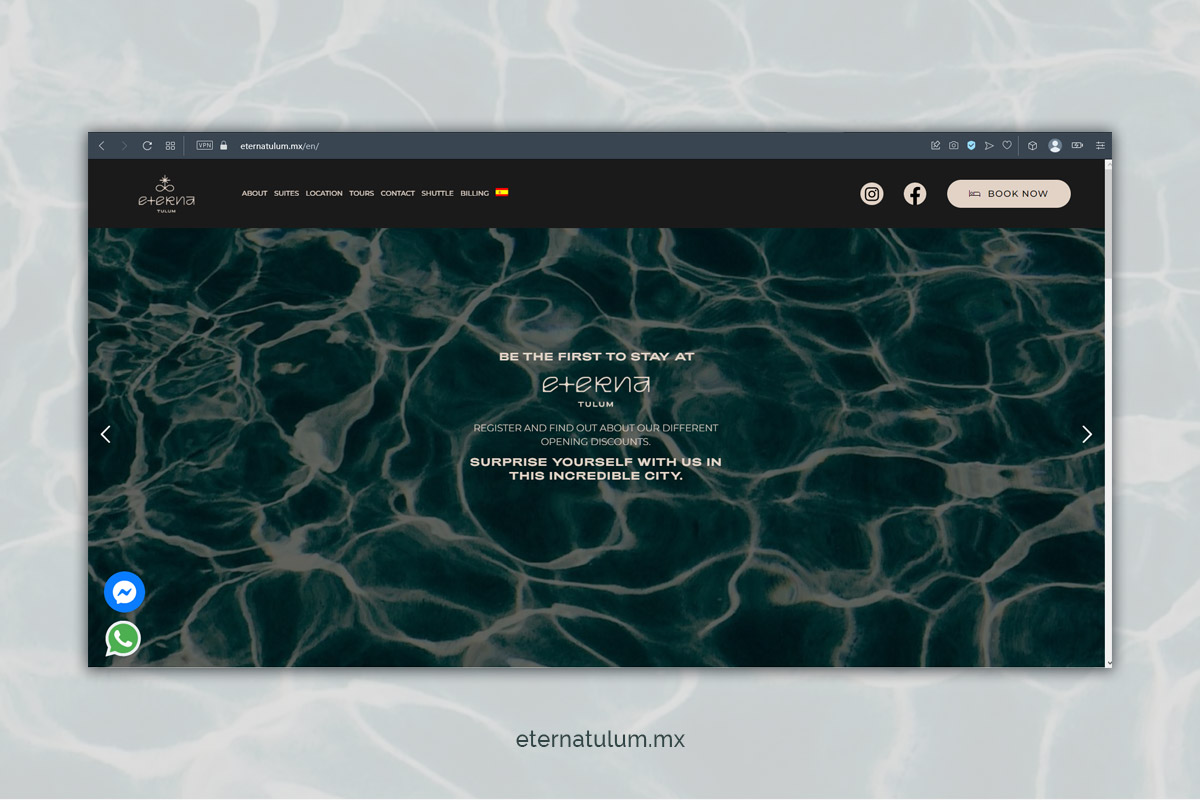 VPN eternatulum.mx/en/
eterna
TULUM
ABOUT SUITES LOCATION TOURS CONTACT SHUTTLE BILLING
BOOK NOW
BE THE FIRST TO STAY AT
eterna
TULUM
REGISTER AND FIND OUT ABOUT OUR DIFFERENT
OPENING DISCOUNTS.
SURPRISE YOURSELF WITH US IN
THIS INCREDIBLE CITY.
eternatulum.mx